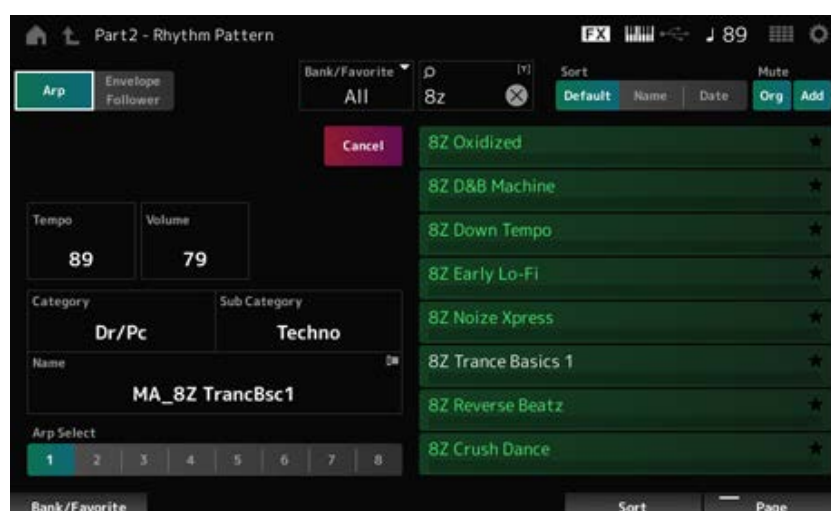 Part2 - Rhythm Pattern
FX
♩ 89
Arp
Envelope
Follower
Bank/Favorite
All
[Y]
8z
Sort
Default Name Date
Mute
Org Add
Cancel
8Z Oxidized
8Z D&B Machine
8Z Down Tempo
8Z Early Lo-Fi
8Z Noize Xpress
8Z Trance Basics 1
8Z Reverse Beatz
8Z Crush Dance
Tempo
89
Volume
79
Category
Dr/Pc
Sub Category
Techno
Name
MA_8Z TrancBsc1
Arp Select
1 2 3 4 5 6 7 8
Bank/Favorite
Sort
Page